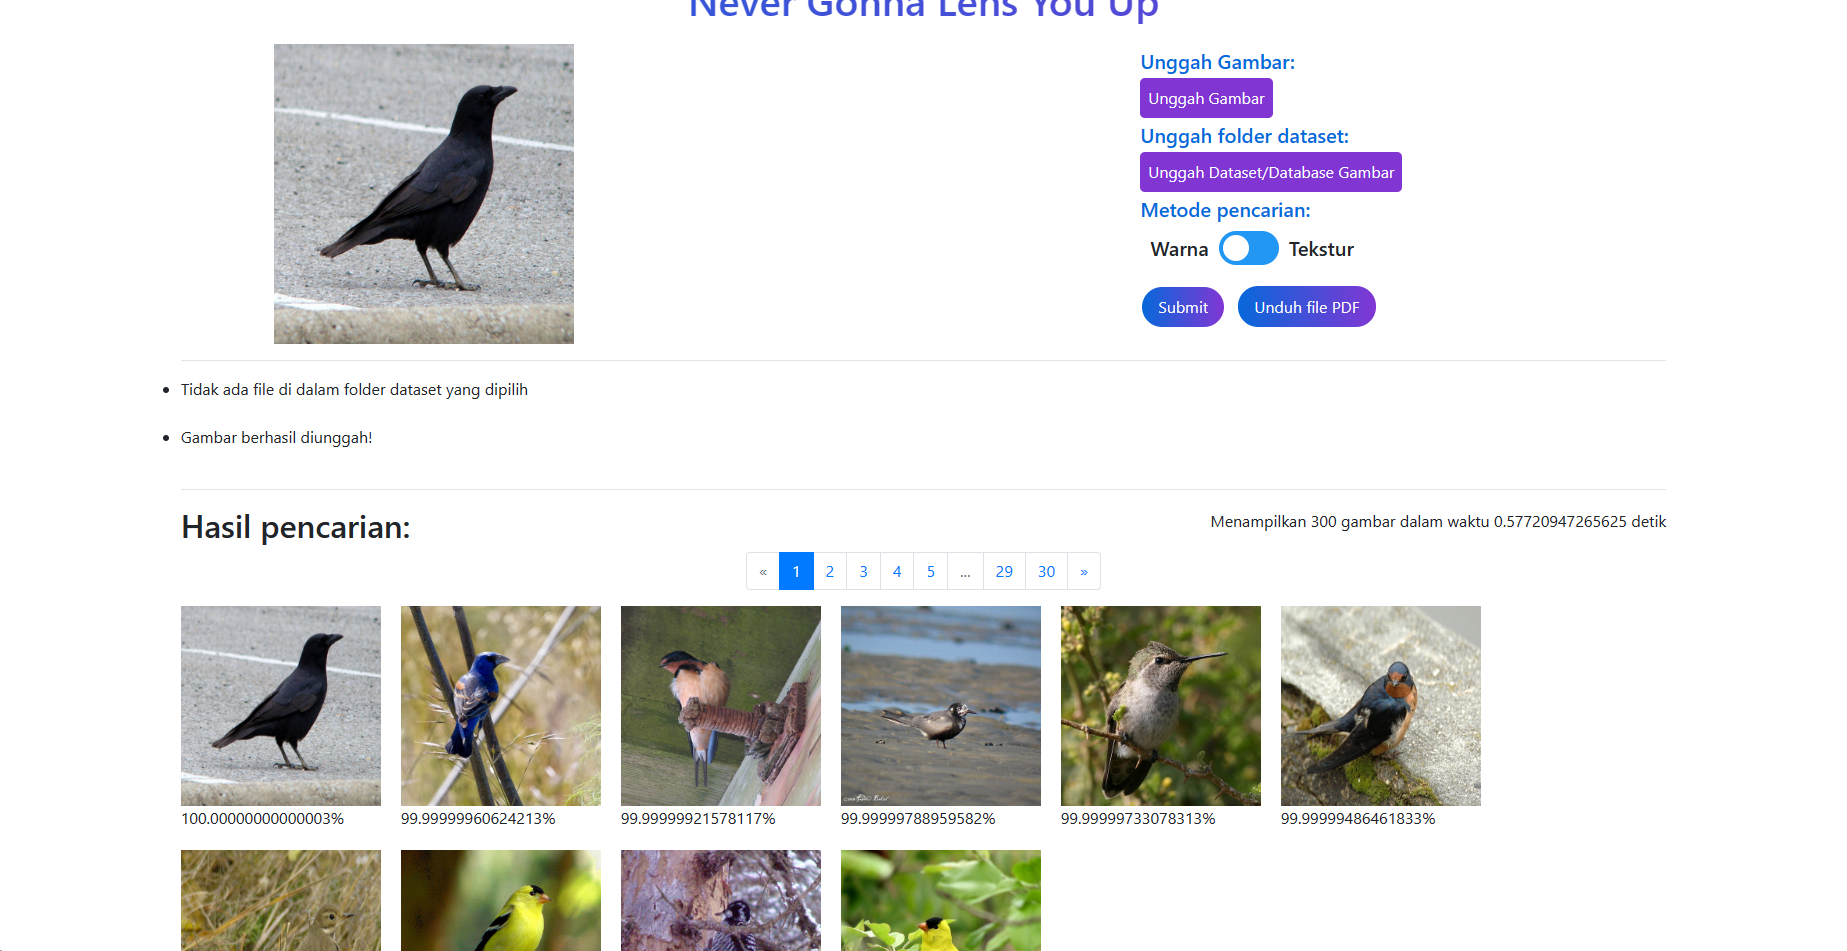 Never Gonna Lens You Up
Unggah Gambar:
Unggah Gambar
Unggah folder dataset:
Unggah Dataset/Database Gambar
Metode pencarian:
Warna Tekstur
Submit Unduh file PDF
Tidak ada file di dalam folder dataset yang dipilih
Gambar berhasil diunggah!
Hasil pencarian:
Menampilkan 300 gambar dalam waktu 0.57720947265625 detik
« 1 2 3 4 5 ... 29 30 »
100.00000000000003% 99.99999960624213% 99.99999921578117% 99.99999788959582% 99.99999733078313% 99.99999486461833%